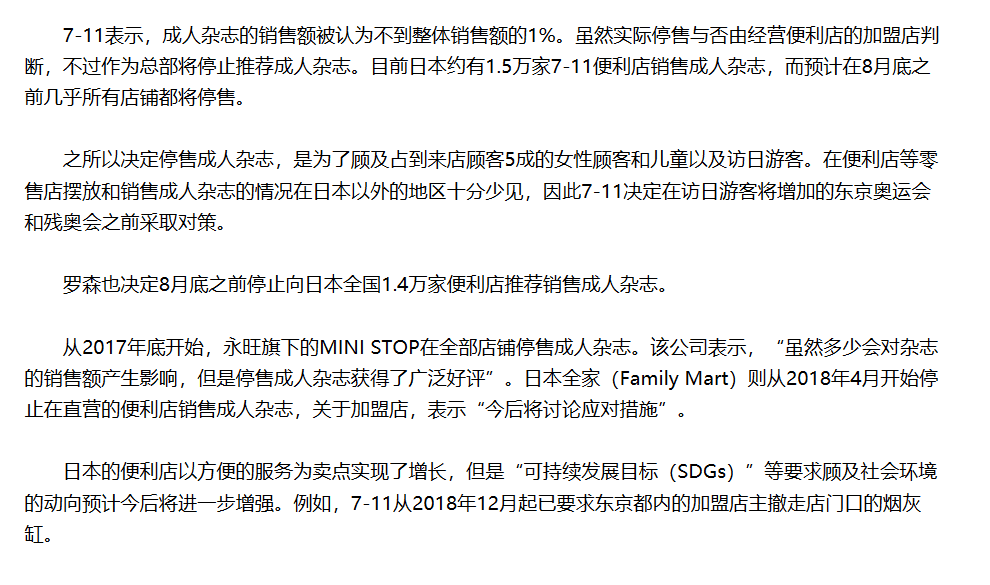 7-11表示，成人杂志的销售额被认为不到整体销售额的1%。虽然实际停售与否由经营便利店的加盟店判
断，不过作为总部将停止推荐成人杂志。目前日本约有1.5万家7-11便利店销售成人杂志，而预计在8月底之
前几乎所有店铺都将停售。
之所以决定停售成人杂志，是为了顾及占到来店顾客5成的女性顾客和儿童以及访日游客。在便利店等零
售店摆放和销售成人杂志的情况在日本以外的地区十分少见，因此7-11决定在访日游客将增加的东京奥运会
和残奥会之前采取对策。
罗森也决定8月底之前停止向日本全国1.4万家便利店推荐销售成人杂志。
从2017年底开始，永旺旗下的MINI STOP在全部店铺停售成人杂志。该公司表示，“虽然多少会对杂志
的销售额产生影响，但是停售成人杂志获得了广泛好评”。日本全家（Family Mart）则从2018年4月开始停
止在直营的便利店销售成人杂志，关于加盟店，表示“今后将讨论应对措施”。
日本的便利店以方便的服务为卖点实现了增长，但是“可持续发展目标（SDGs）”等要求顾及社会环境
的动向预计今后将进一步增强。例如，7-11从2018年12月起已要求东京都内的加盟店主撤走店门口的烟灰
缸。